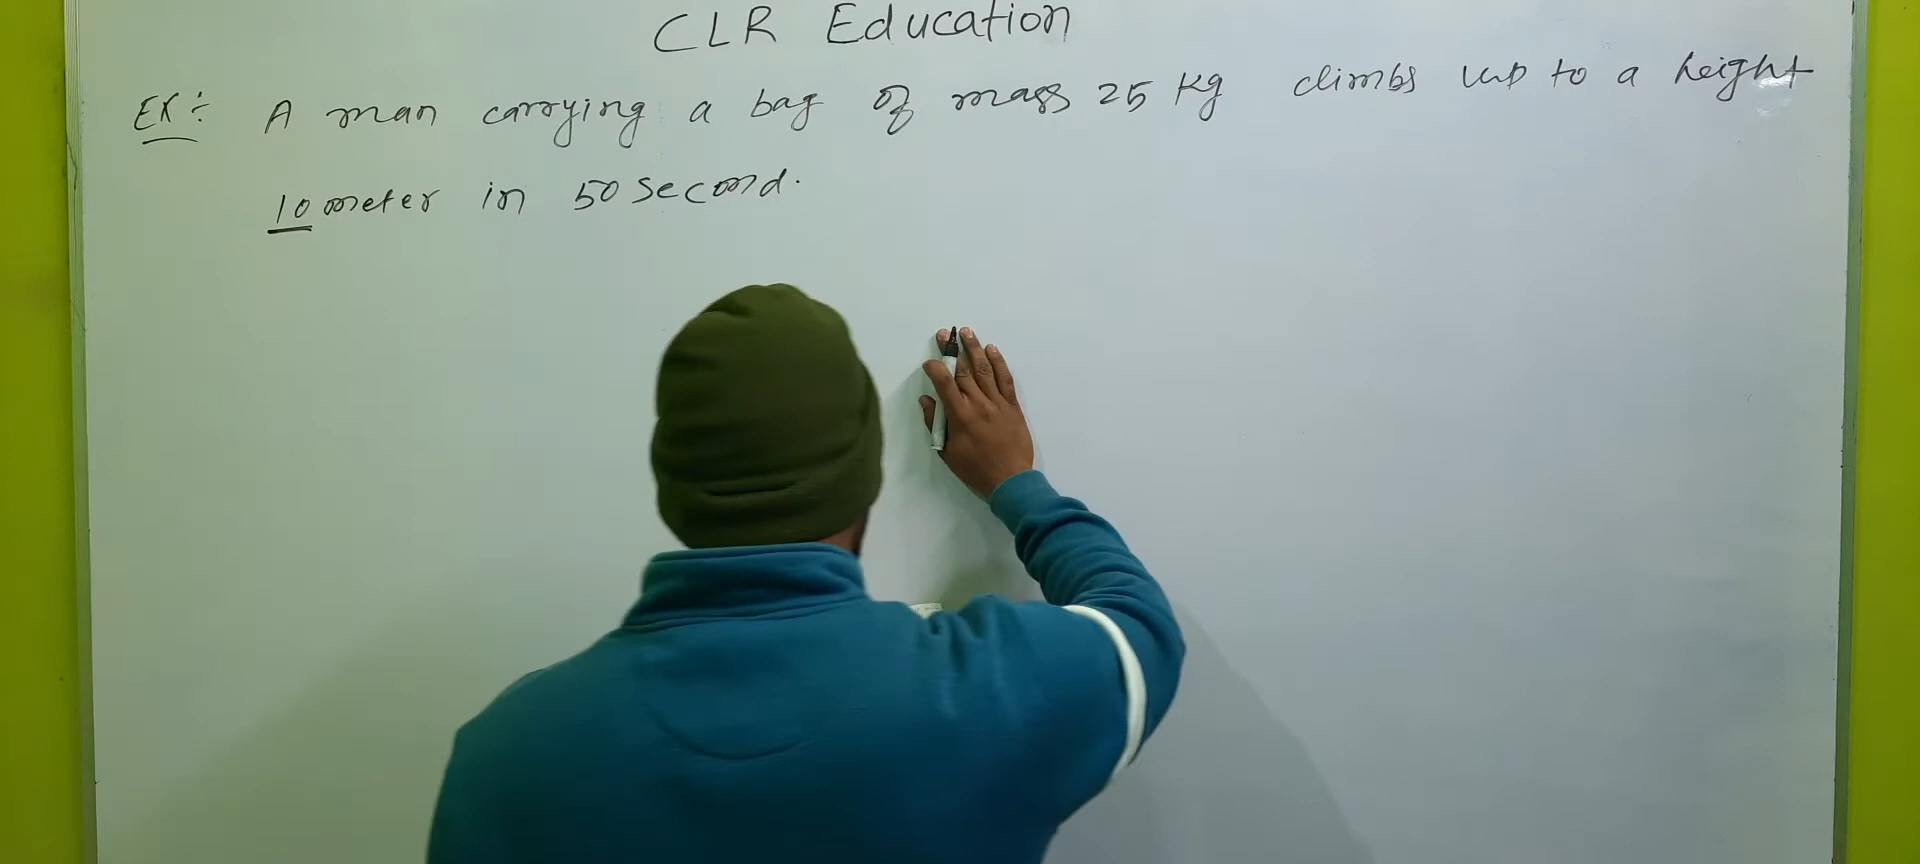 CLR Education
Ex:- A man carrying a bag of mass 25 Kg climbs up to a height
10 meter in 50 second.